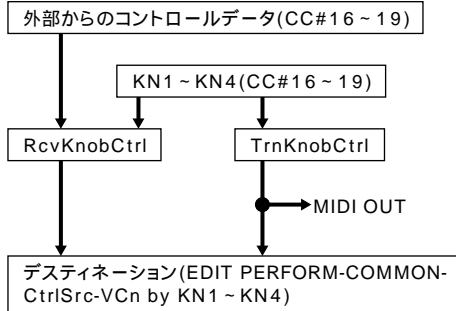 外部からのコントロールデータ(CC#16~19)
KN1~KN4(CC#16~19)
RcvKnobCtrl
TrnKnobCtrl
MIDI OUT
デスティネーション(EDIT PERFORM-COMMON-
CtrlSrc-VCn by KN1~KN4)